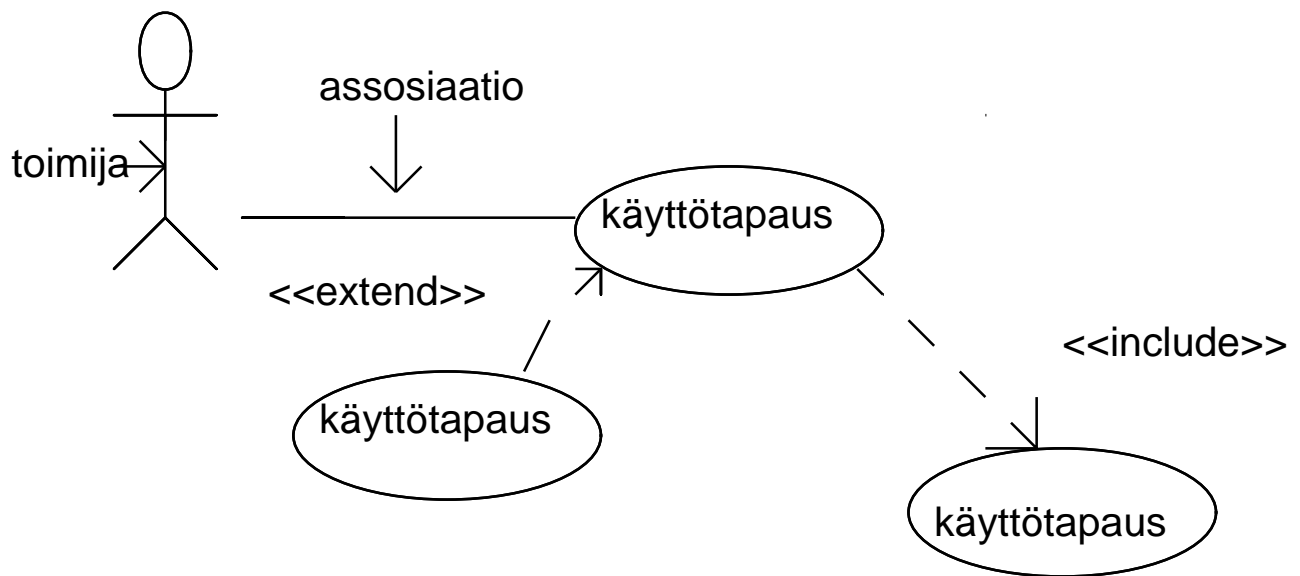 assosiaatio
toimija
käyttötapaus
<<extend>>
<<include>>
käyttötapaus
käyttötapaus